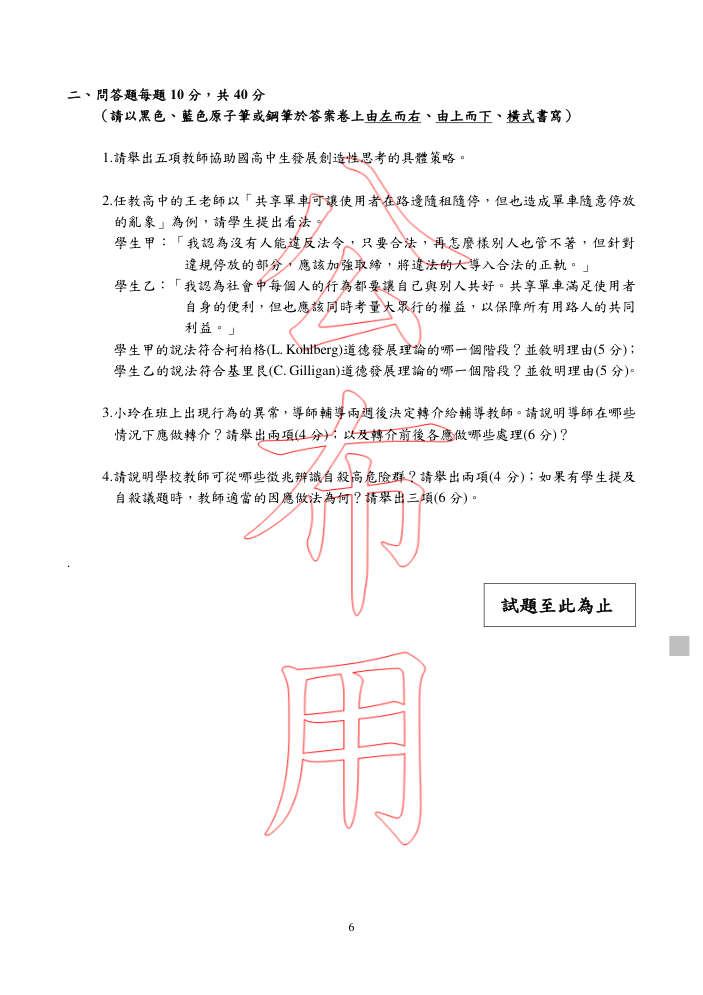 二、問答題每題 10 分，共 40 分
（請以黑色、藍色原子筆或鋼筆於答案卷上由左而右、由上而下、橫式書寫）
1.請舉出五項教師協助國高中生發展創造性思考的具體策略。
2.任教高中的王老師以「共享單車可讓使用者在路邊隨租隨停，但也造成單車隨意停放
的亂象」為例，請學生提出看法。
學生甲：「我認為沒有人能違反法令，只要合法，再怎麼樣別人也管不著，但針對
違規停放的部分，應該加強取締，將違法的人導入合法的正軌。」
學生乙：「我認為社會中每個人的行為都要讓自己與別人共好。共享單車滿足使用者
自身的便利，但也應該同時考量大眾行的權益，以保障所有用路人的共同
利益。」
學生甲的說法符合柯柏格(L. Kohlberg)道德發展理論的哪一個階段？並敘明理由(5 分)；
學生乙的說法符合基里艮(C. Gilligan)道德發展理論的哪一個階段？並敘明理由(5 分)。
3.小玲在班上出現行為的異常，導師輔導兩週後決定轉介給輔導教師。請說明導師在哪些
情況下應做轉介？請舉出兩項(4 分)；以及轉介前後各應做哪些處理(6 分)？
4.請說明學校教師可從哪些徵兆辨識自殺高危險群？請舉出兩項(4 分)；如果有學生提及
自殺議題時，教師適當的因應做法為何？請舉出三項(6 分)。
.
試題至此為止
公
布
用
6